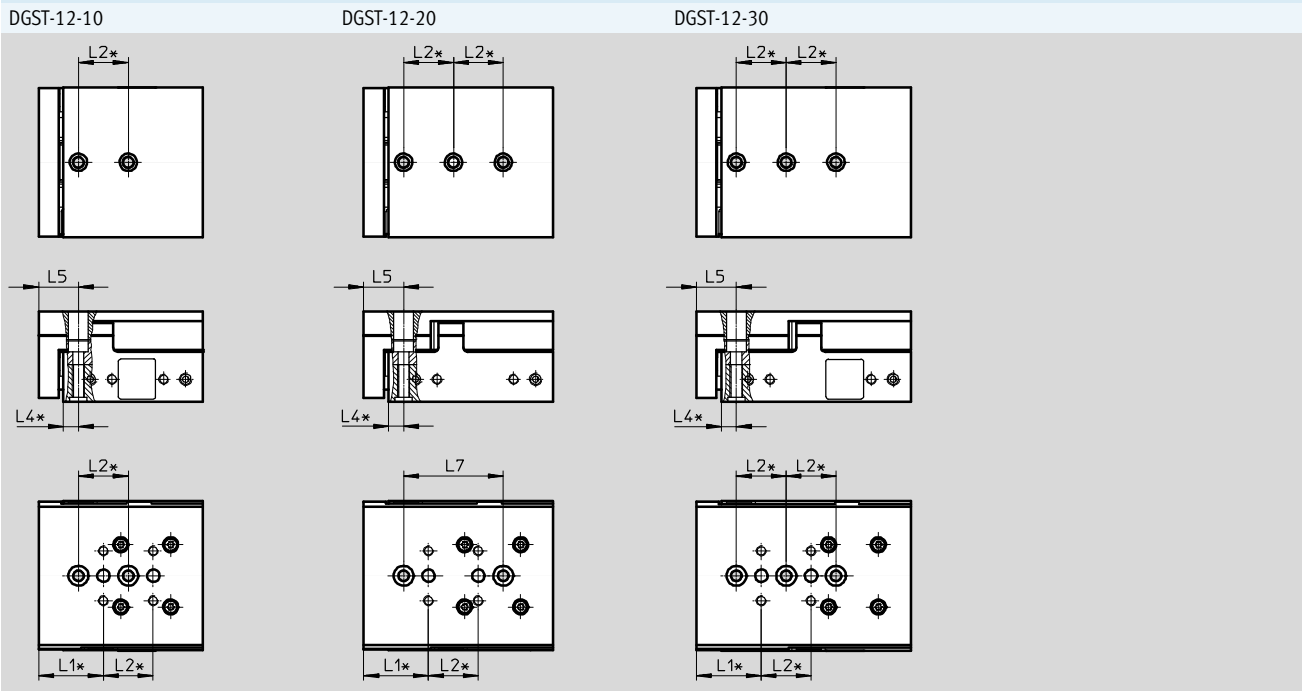 DGST-12-10 DGST-12-20 DGST-12-30
L2* L2* L2* L2* L2*
L5 L5 L5
L4* L4* L4*
L2* L7 L2* L2*
L1* L2* L1* L2* L1* L2*